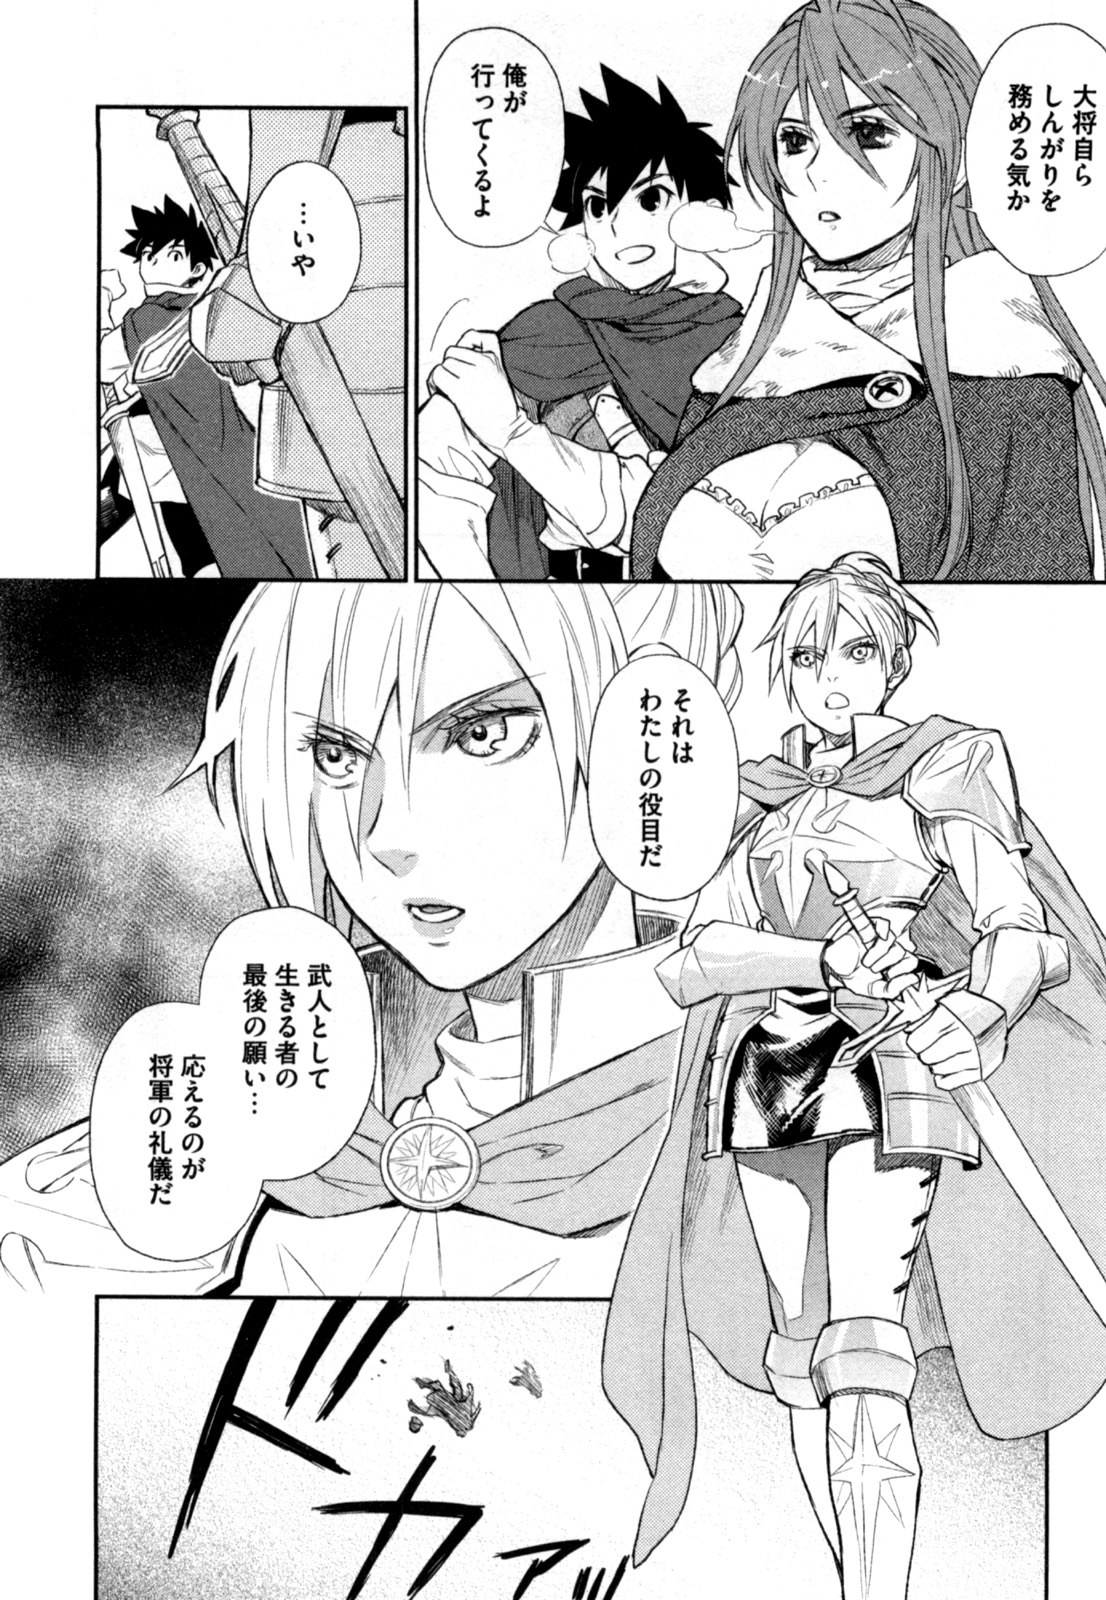 大将自ら
しんがりを
務める気か
俺が
行ってくるよ
…いや
それは
わたしの役目だ
武人として
生きる者の
最後の願い…
応えるのが
将軍の礼儀だ
ドカァッ